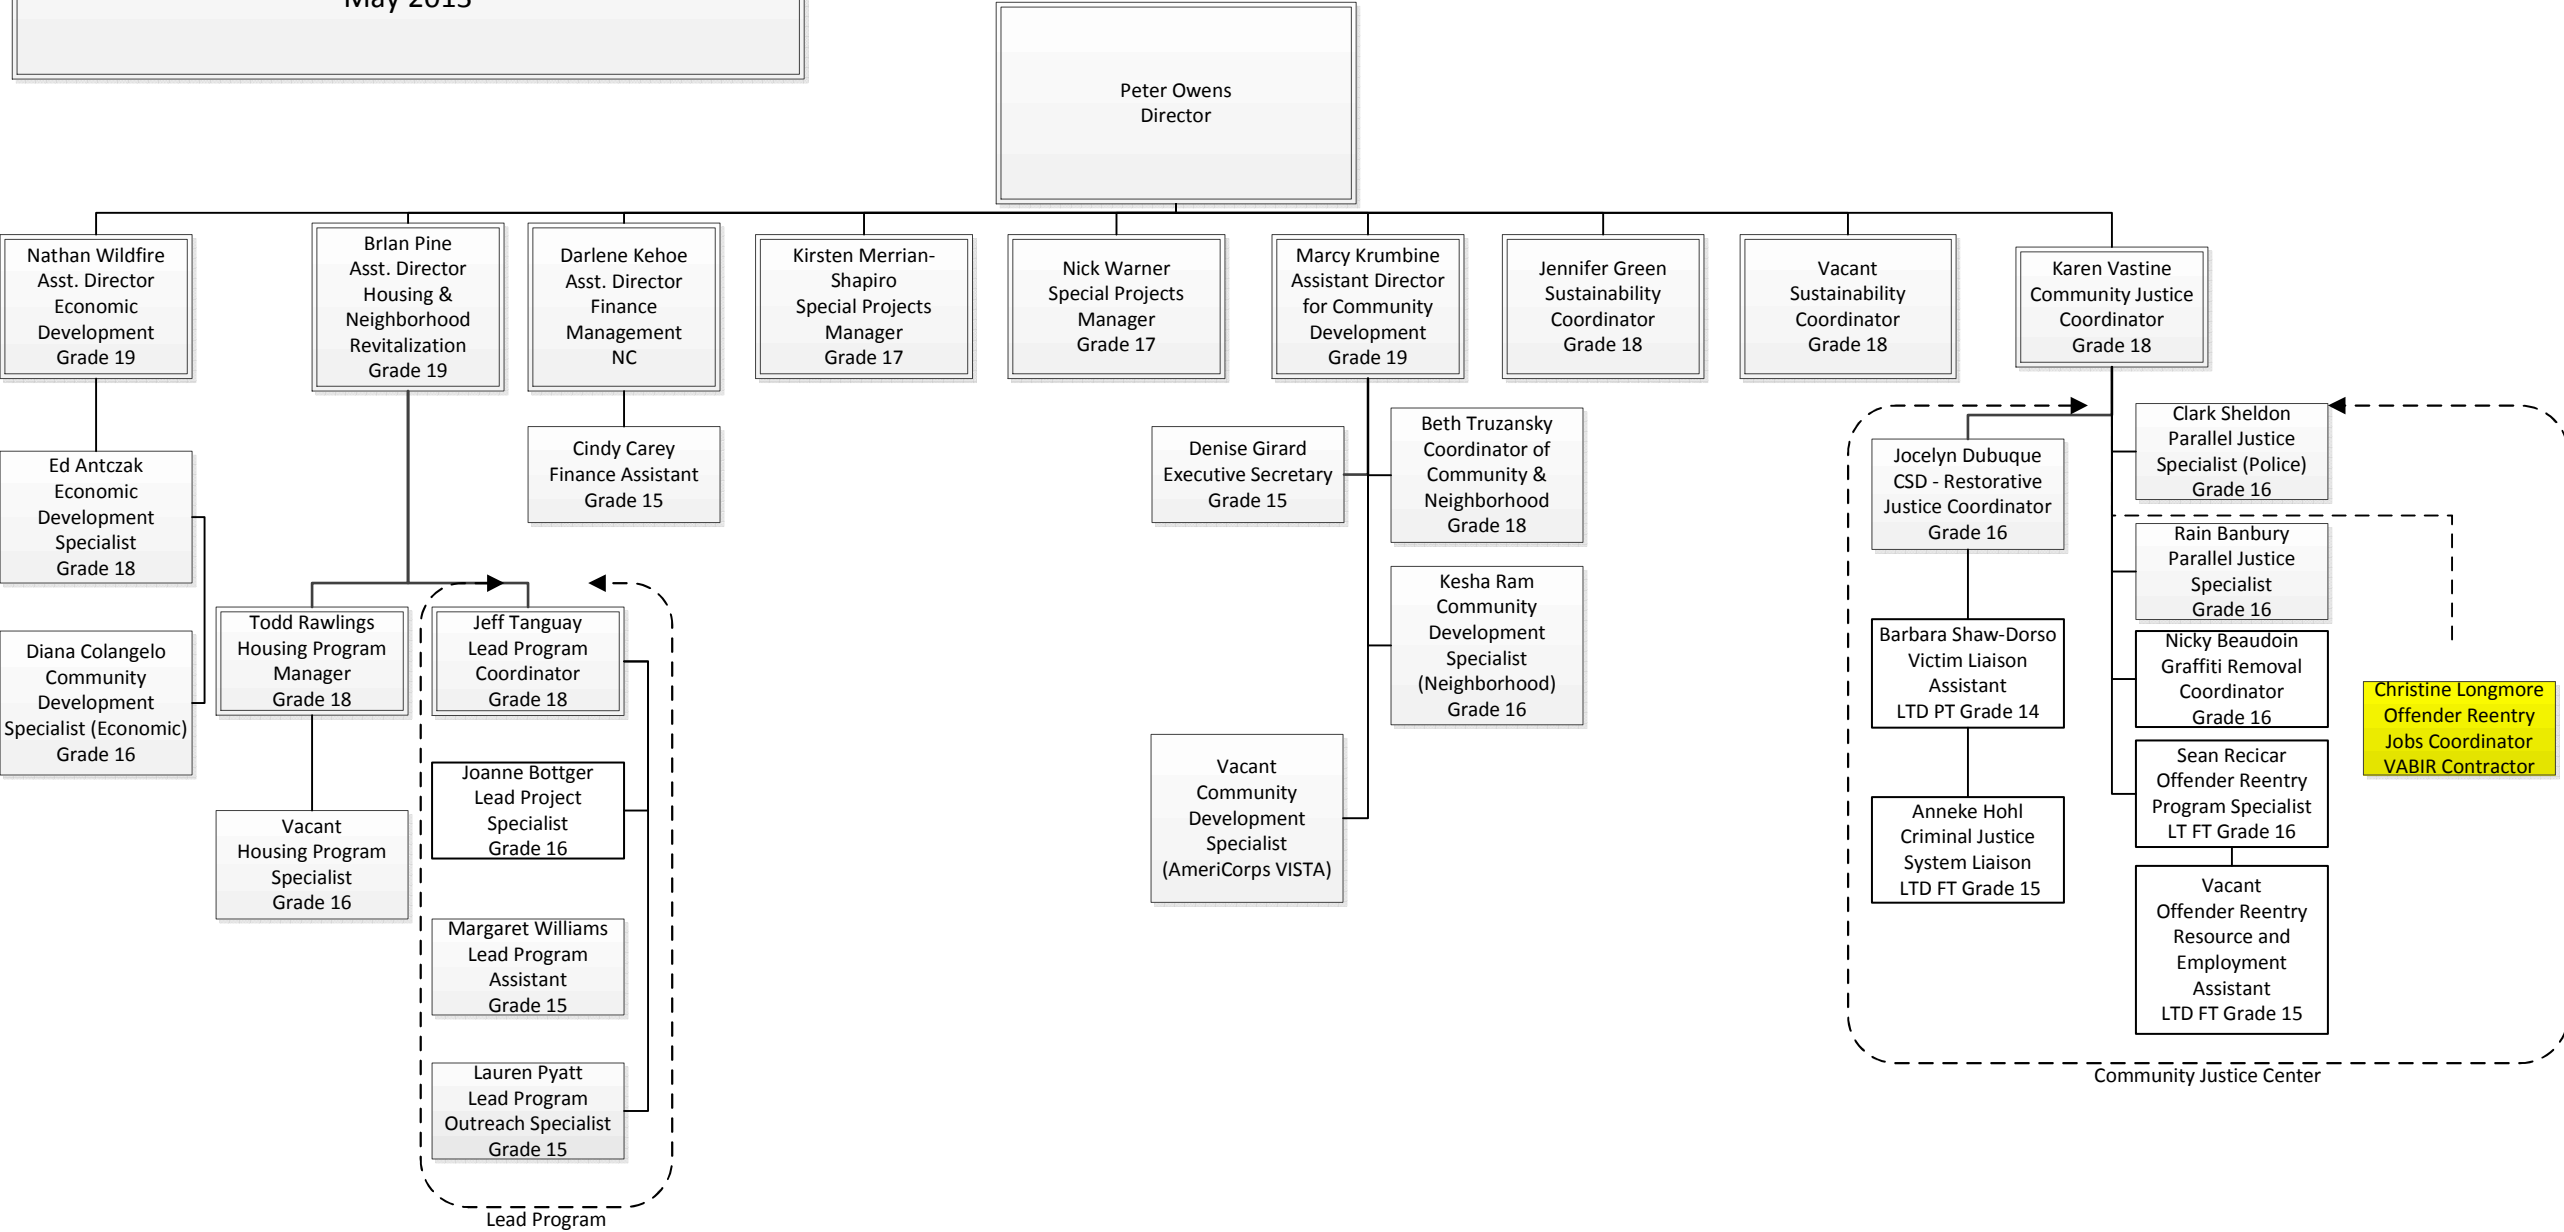 May 2013
Peter Owens
Director
Nathan Wildfire
Asst. Director
Economic
Development
Grade 19
BrIan Pine
Asst. Director
Housing &
Neighborhood
Revitalization
Grade 19
Darlene Kehoe
Asst. Director
Finance
Management
NC
Kirsten Merrian-
Shapiro
Special Projects
Manager
Grade 17
Nick Warner
Special Projects
Manager
Grade 17
Marcy Krumbine
Assistant Director
for Community
Development
Grade 19
Jennifer Green
Sustainability
Coordinator
Grade 18
Vacant
Sustainability
Coordinator
Grade 18
Karen Vastine
Community Justice
Coordinator
Grade 18
Ed Antczak
Economic
Development
Specialist
Grade 18
Diana Colangelo
Community
Development
Specialist (Economic)
Grade 16
Todd Rawlings
Housing Program
Manager
Grade 18
Vacant
Housing Program
Specialist
Grade 16
Jeff Tanguay
Lead Program
Coordinator
Grade 18
Joanne Bottger
Lead Project
Specialist
Grade 16
Margaret Williams
Lead Program
Assistant
Grade 15
Lauren Pyatt
Lead Program
Outreach Specialist
Grade 15
Lead Program
Cindy Carey
Finance Assistant
Grade 15
Denise Girard
Executive Secretary
Grade 15
Beth Truzansky
Coordinator of
Community &
Neighborhood
Grade 18
Kesha Ram
Community
Development
Specialist
(Neighborhood)
Grade 16
Vacant
Community
Development
Specialist
(AmeriCorps VISTA)
Jocelyn Dubuque
CSD - Restorative
Justice Coordinator
Grade 16
Barbara Shaw-Dorso
Victim Liaison
Assistant
LTD PT Grade 14
Anneke Hohl
Criminal Justice
System Liaison
LTD FT Grade 15
Clark Sheldon
Parallel Justice
Specialist (Police)
Grade 16
Rain Banbury
Parallel Justice
Specialist
Grade 16
Nicky Beaudoin
Graffiti Removal
Coordinator
Grade 16
Sean Recicar
Offender Reentry
Program Specialist
LT FT Grade 16
Vacant
Offender Reentry
Resource and
Employment
Assistant
LTD FT Grade 15
Christine Longmore
Offender Reentry
Jobs Coordinator
VABIR Contractor
Community Justice Center